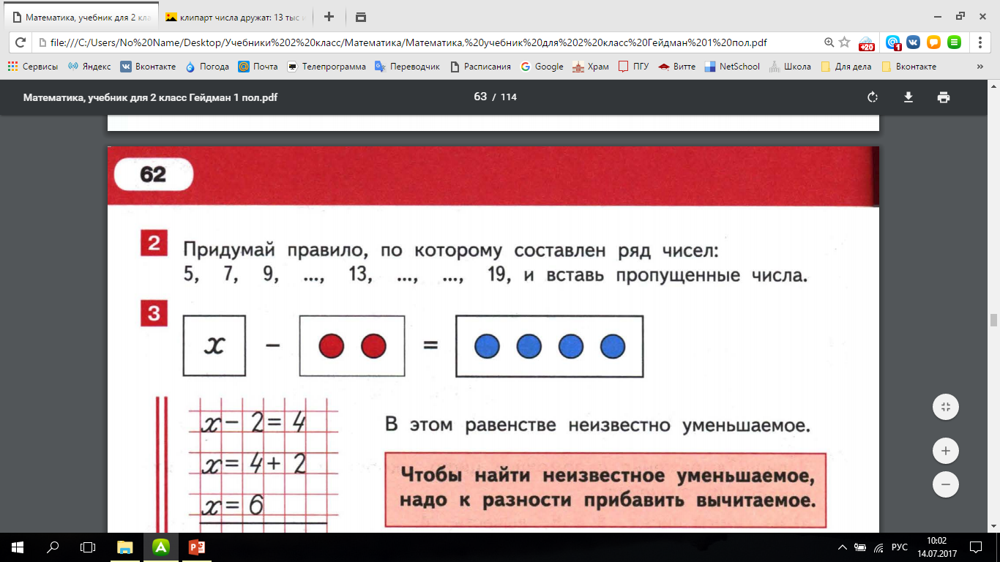 Математика, учебник для 2 кла
клипарт числа дружат: 13 тыс и
file:///C:/Users/No%20Name/Desktop/Учебники%202%20класс/Математика/Математика,%20учебник%20для%202%20класс%20Гейдман%201%20пол.pdf
+20
1
Сервисы Яндекс Вконтакте Погода Почта Телепрограмма Переводчик Расписания Google Храм ПГУ Витте NetSchool Школа Для дела Вконтакте »
Математика, учебник для 2 класс Гейдман 1 пол.pdf
63 / 114
62
2 Придумай правило, по которому составлен ряд чисел:
5, 7, 9, ..., 13, ..., ..., 19, и вставь пропущенные числа.
3
x − =
x − 2 = 4
x = 4 + 2
x = 6
В этом равенстве неизвестно уменьшаемое.
Чтобы найти неизвестное уменьшаемое,
надо к разности прибавить вычитаемое.
РУС
10:02
14.07.2017